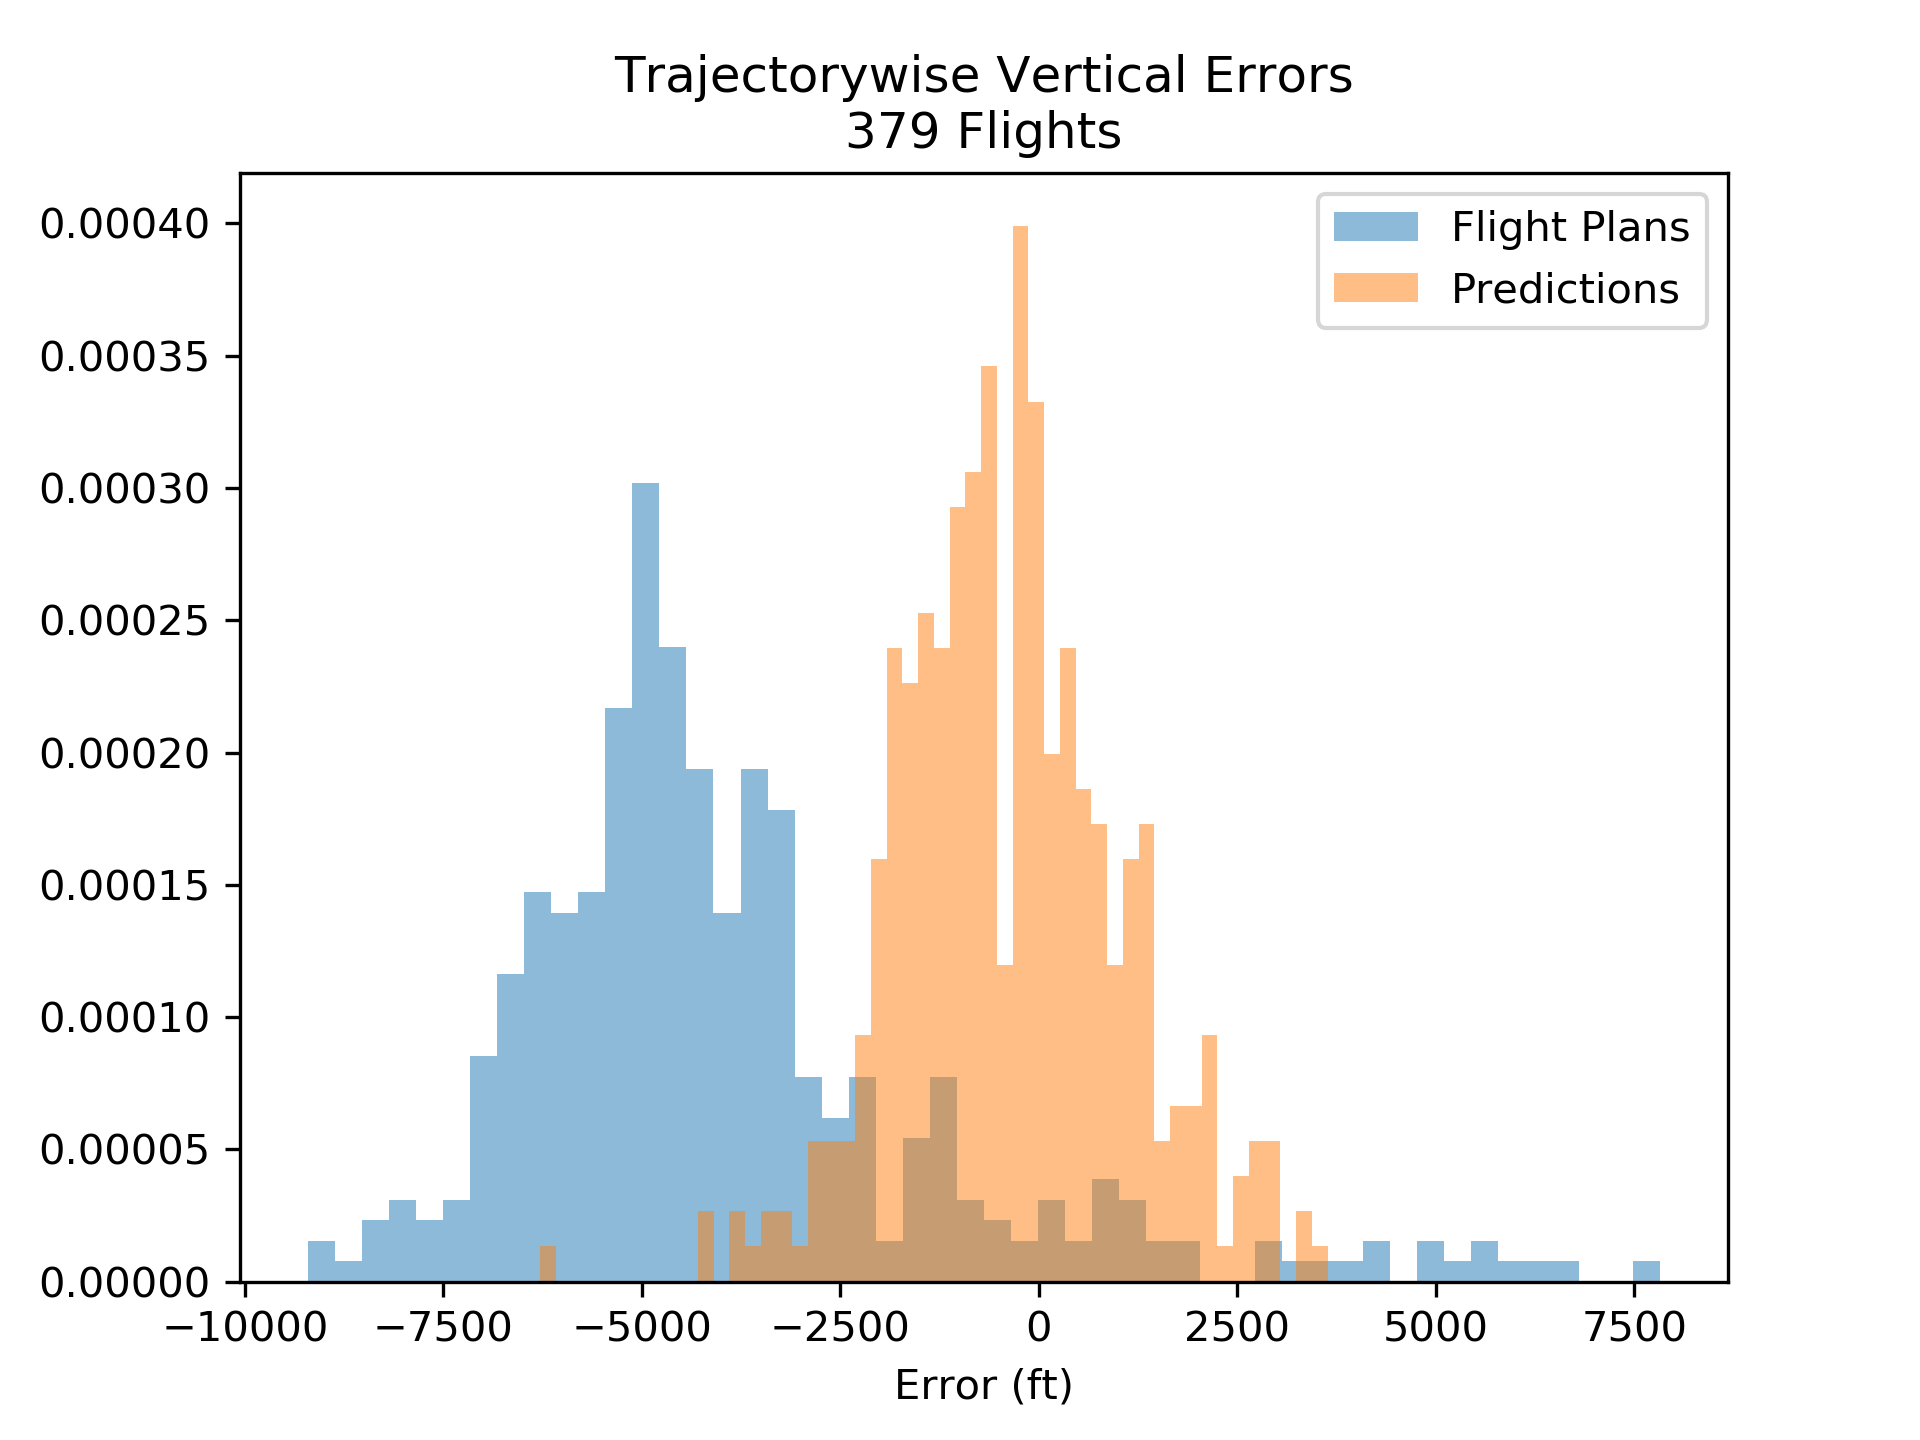 Trajectorywise Vertical Errors
379 Flights
Flight Plans
Predictions
0.00040
0.00035
0.00030
0.00025
0.00020
0.00015
0.00010
0.00005
0.00000
−10000 −7500 −5000 −2500 0 2500 5000 7500
Error (ft)